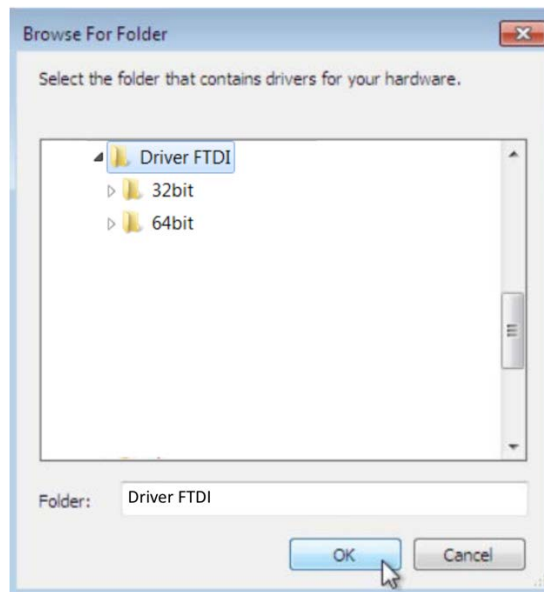 Browse For Folder
Select the folder that contains drivers for your hardware.
Driver FTDI
32bit
64bit
Folder: Driver FTDI
OK Cancel